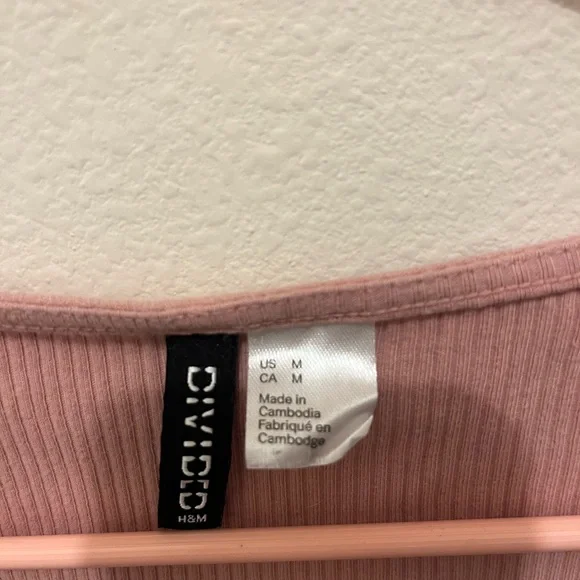 DIVIDED
H&M
US M
CA M
Made in
Cambodia
Fabriqué en
Cambodge